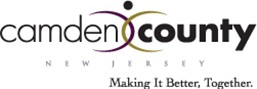 camden county
NEW JERSEY
Making It Better, Together.